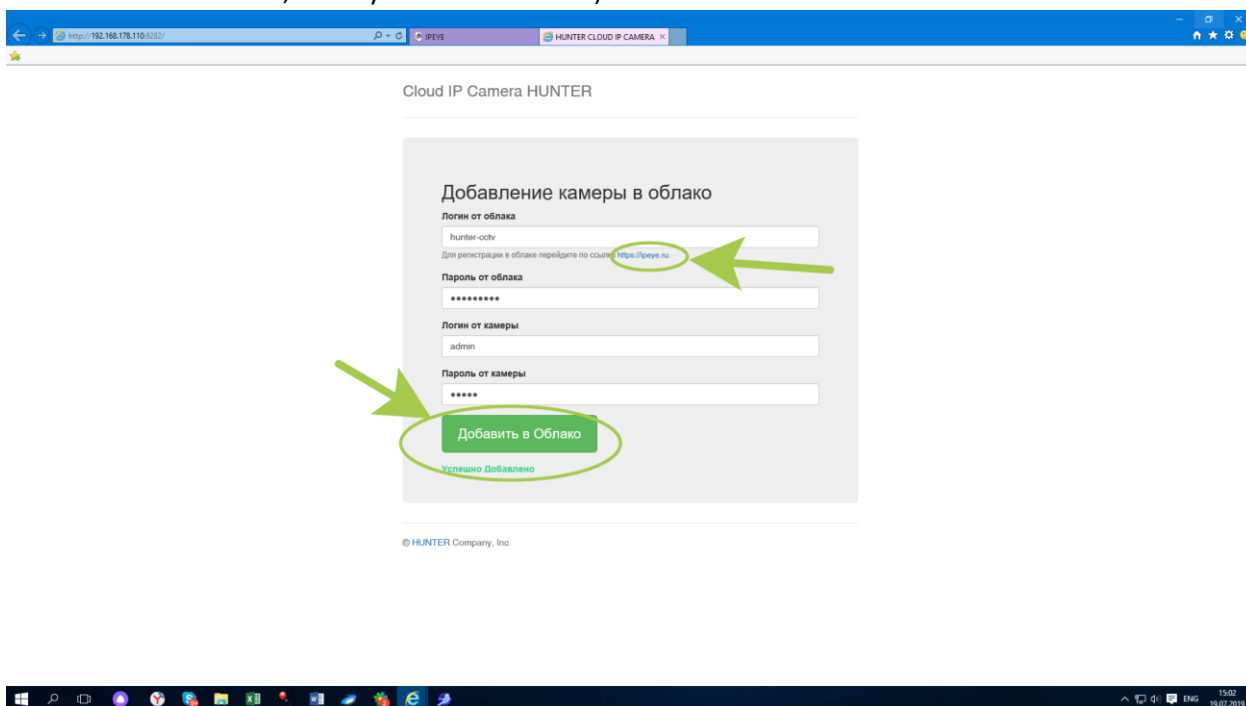 http://192.168.178.110:8282/
IPEYE
HUNTER CLOUD IP CAMERA
Cloud IP Camera HUNTER
Добавление камеры в облако
Логин от облака
hunter-cctv
Для регистрации в облаке перейдите по ссылке https://ipeye.ru.
Пароль от облака
•••••••••
Логин от камеры
admin
Пароль от камеры
•••••
Добавить в Облако
Успешно Добавлено
© HUNTER Company, Inc.
ENG
15:02
19.07.2019